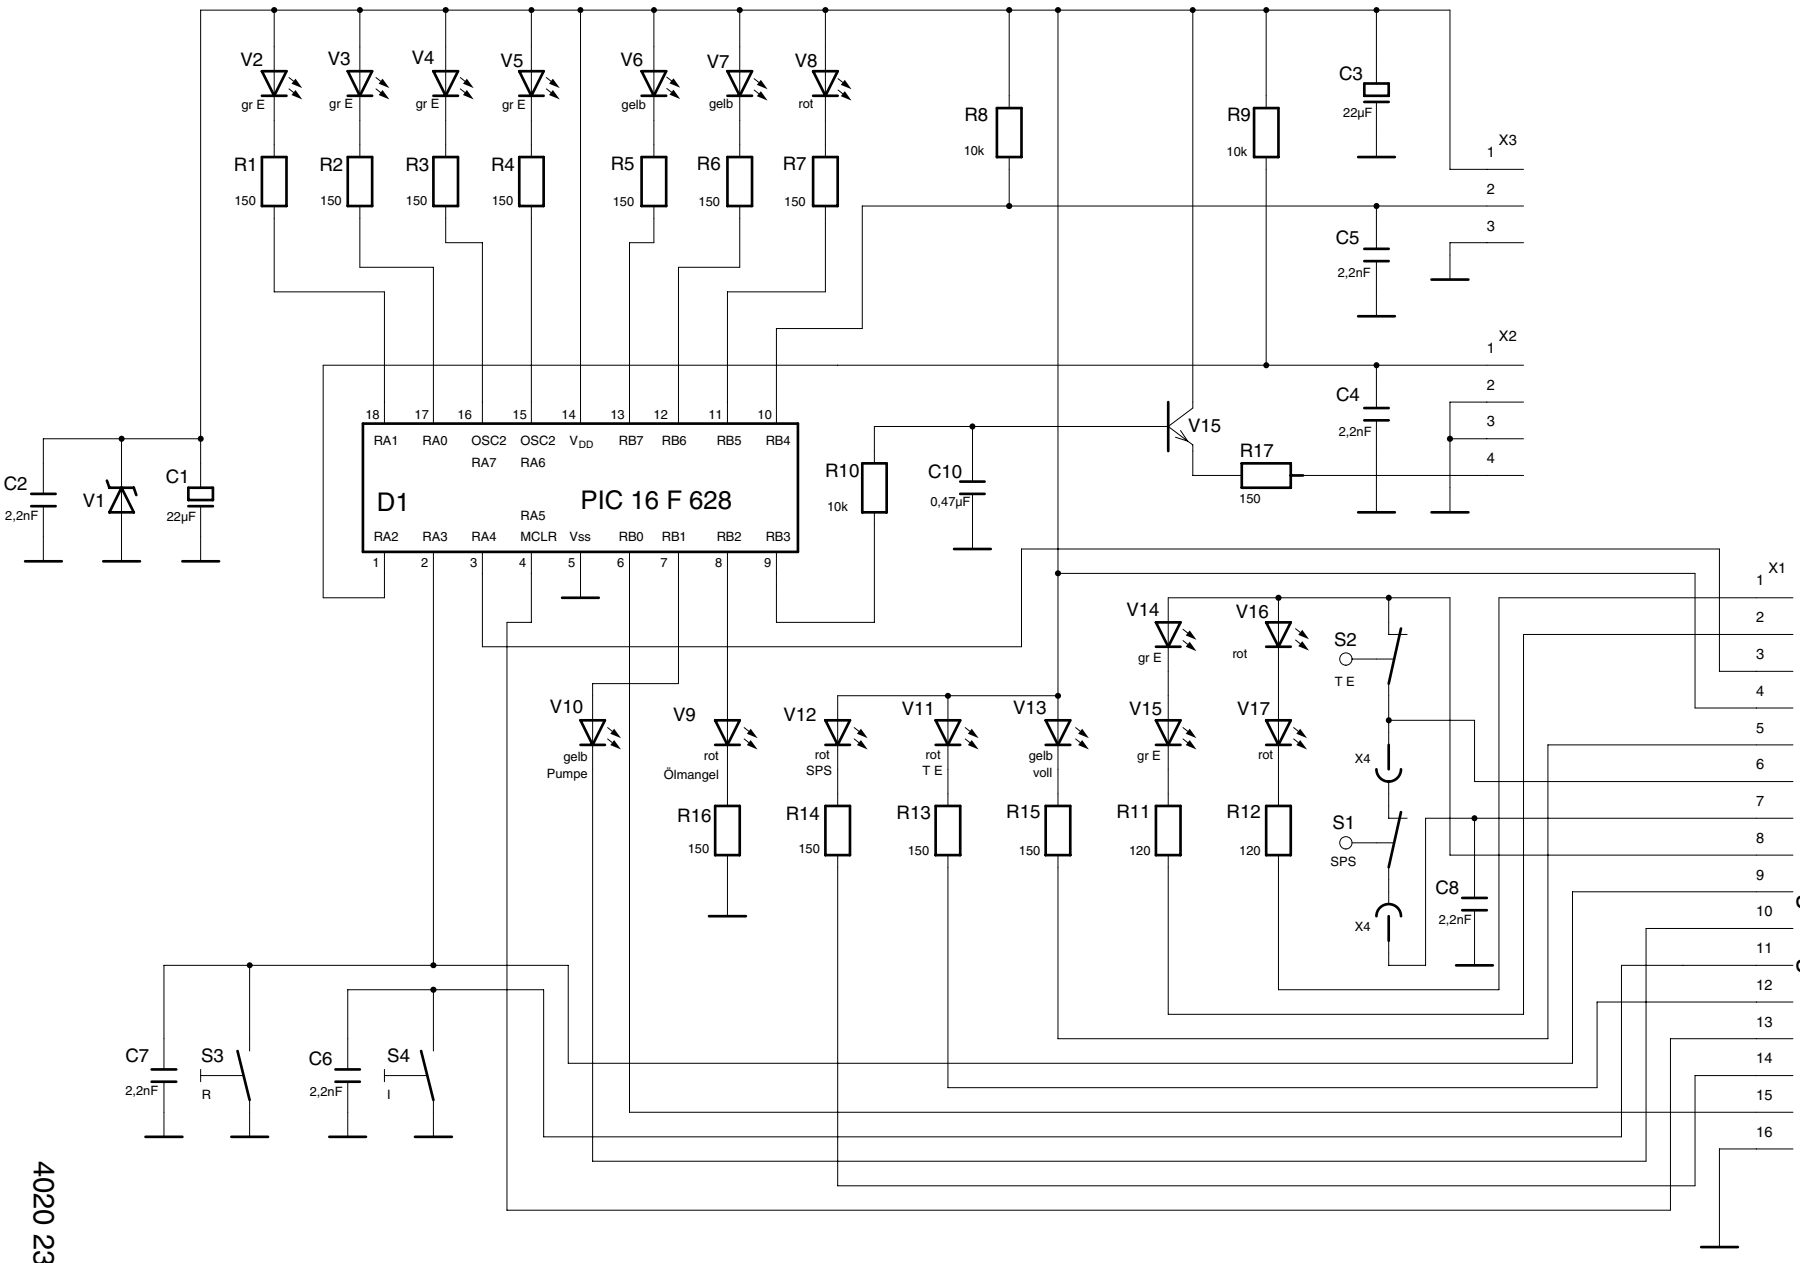 V2 V3 V4 V5 V6 V7 V8
gr E gr E gr E gr E gelb gelb rot
C3
22µF
R8
10k
R9
10k
X3
1
2
3
R1 R2 R3 R4 R5 R6 R7
150 150 150 150 150 150 150
C5
2,2nF
X2
1
2
3
4
C4
2,2nF
V15
R17
150
18 17 16 15 14 13 12 11 10
RA1 RA0 OSC2 OSC2 VDD RB7 RB6 RB5 RB4
RA7 RA6
D1 PIC 16 F 628
RA5
RA2 RA3 RA4 MCLR Vss RB0 RB1 RB2 RB3
1 2 3 4 5 6 7 8 9
C2
2,2nF
V1
C1
22µF
R10
10k
C10
0,47µF
X1
1
2
3
4
5
6
7
8
9
10
11
12
13
14
15
16
V14
gr E
V16
rot
S2
T E
V10
gelb
Pumpe
V9
rot
Ölmangel
V12
rot
SPS
V11
rot
T E
V13
gelb
voll
V15
gr E
V17
rot
X4
R16
150
R14
150
R13
150
R15
150
R11
120
R12
120
S1
SPS
X4
C8
2,2nF
C7
2,2nF
S3
R
C6
2,2nF
S4
I
4020 23